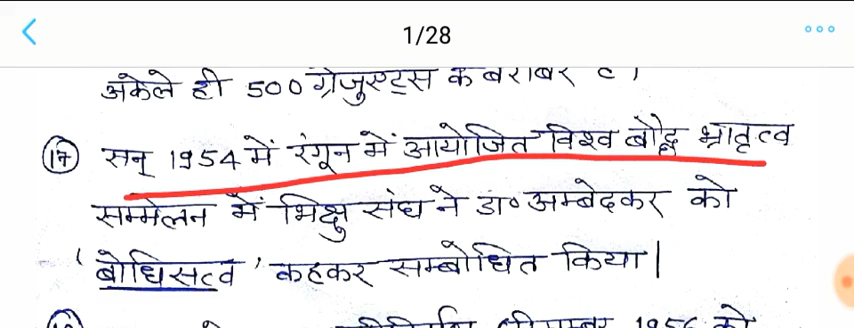 1/28
अकेले ही 500 ग्रेजुएट्स के बराबर है।
(17) सन् 1954 में रंगून में आयोजित विश्व बौद्ध भ्रातृत्व
सम्मेलन में भिक्षु संघ ने डा० अम्बेदकर को
'बोधिसत्व' कहकर सम्बोधित किया|
1956 को